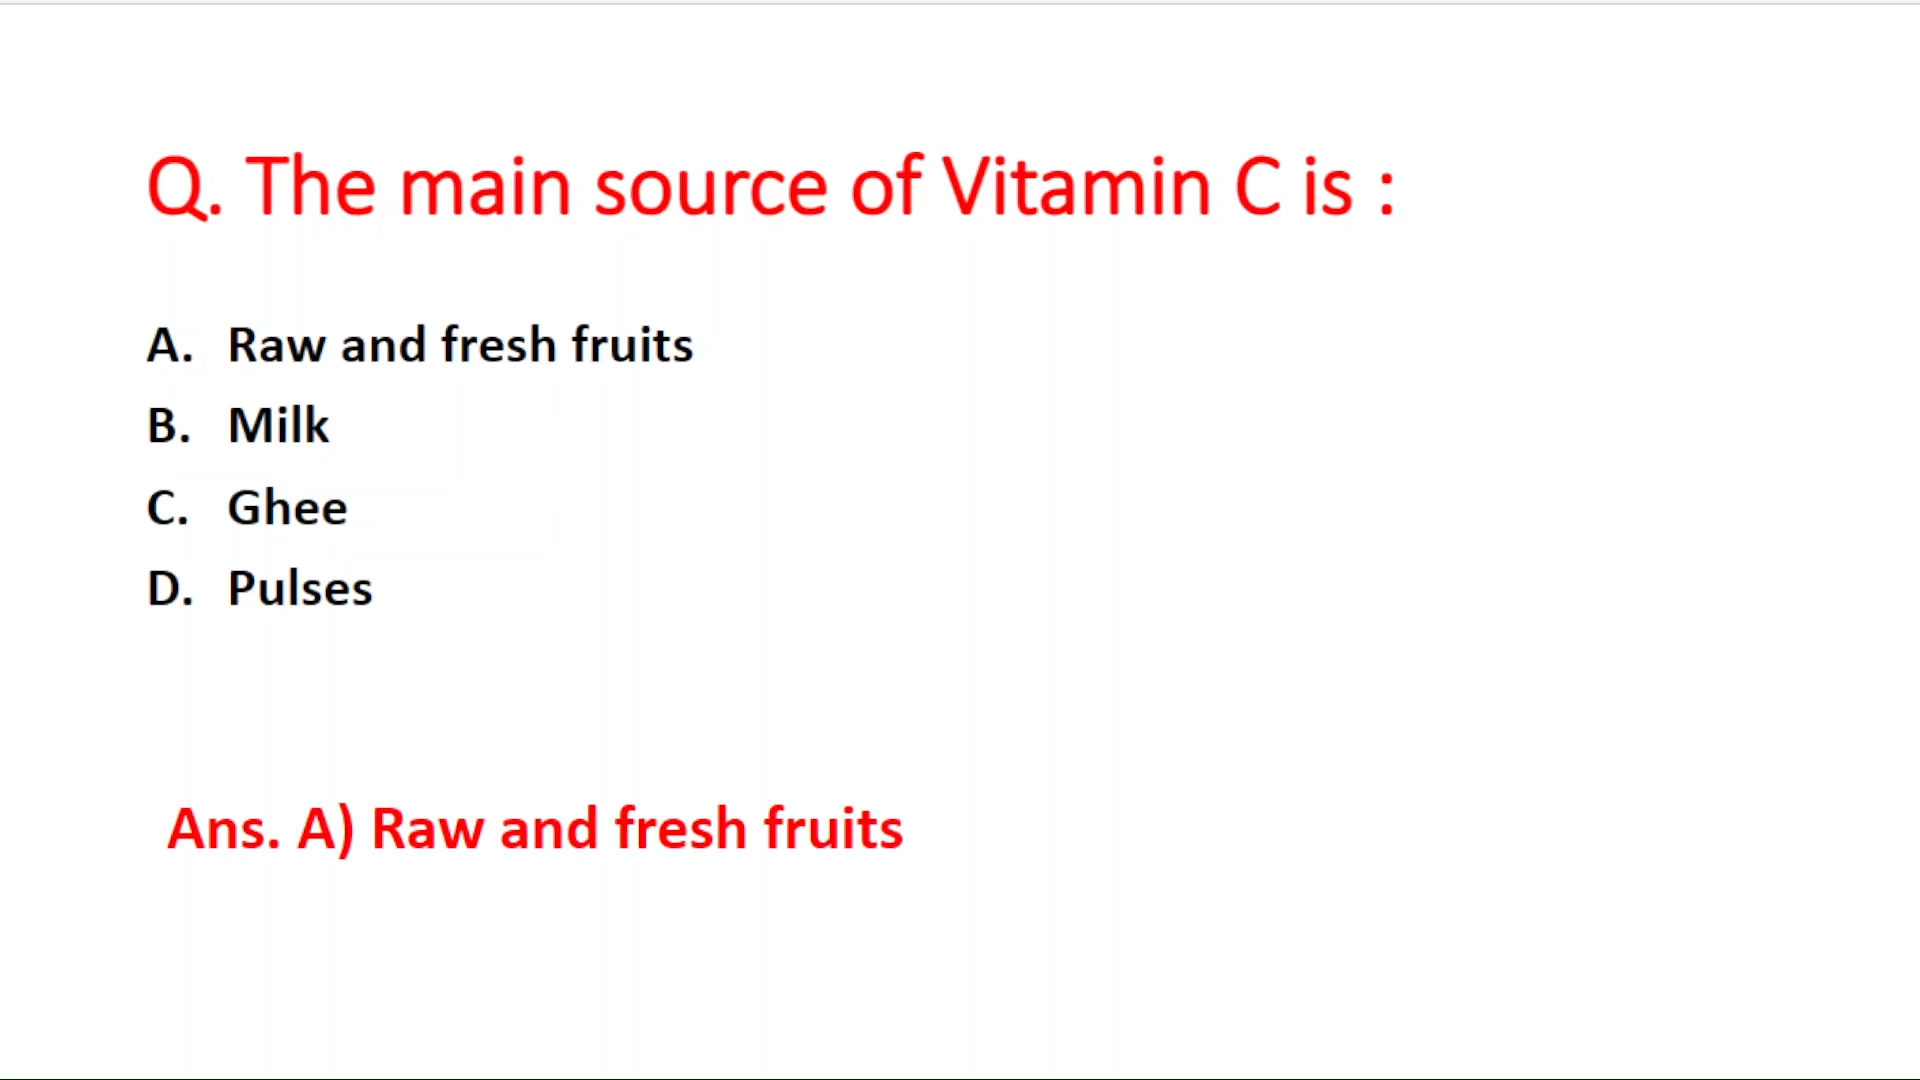 Q. The main source of Vitamin C is :
A. Raw and fresh fruits
B. Milk
C. Ghee
D. Pulses
Ans. A) Raw and fresh fruits